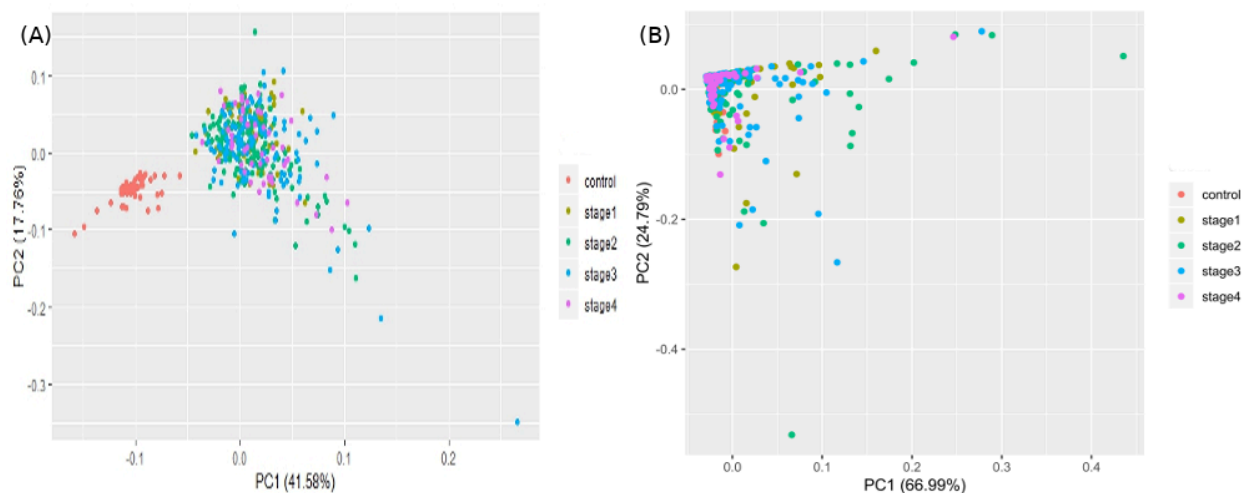 (A)
0.1
0.0
-0.1
-0.2
-0.3
PC2 (17.76%)
-0.1
0.0
0.1
0.2
PC1 (41.58%)
control
stage1
stage2
stage3
stage4
(B)
0.0
-0.2
-0.4
PC2 (24.79%)
0.0
0.1
0.2
0.3
0.4
PC1 (66.99%)
control
stage1
stage2
stage3
stage4